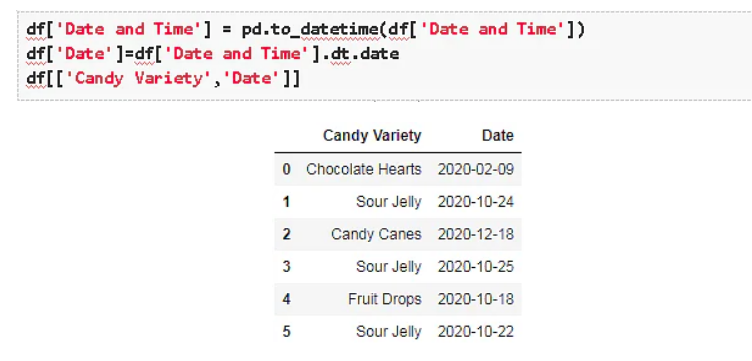 df['Date and Time'] = pd.to_datetime(df['Date and Time'])
df['Date']=df['Date and Time'].dt.date
df[['Candy Variety','Date']]
Candy Variety Date
0 Chocolate Hearts 2020-02-09
1 Sour Jelly 2020-10-24
2 Candy Canes 2020-12-18
3 Sour Jelly 2020-10-25
4 Fruit Drops 2020-10-18
5 Sour Jelly 2020-10-22